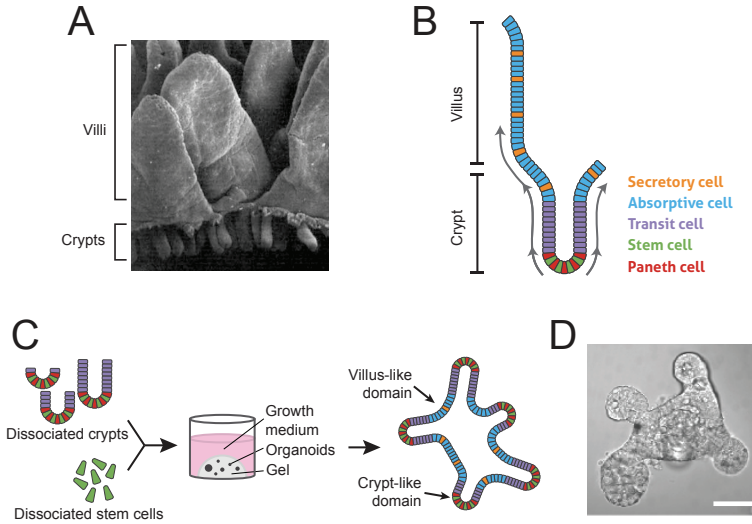 A
Villi
Crypts
B
Villus
Crypt
Secretory cell
Absorptive cell
Transit cell
Stem cell
Paneth cell
C
Dissociated crypts
Dissociated stem cells
Growth
medium
Organoids
Gel
Villus-like
domain
Crypt-like
domain
D